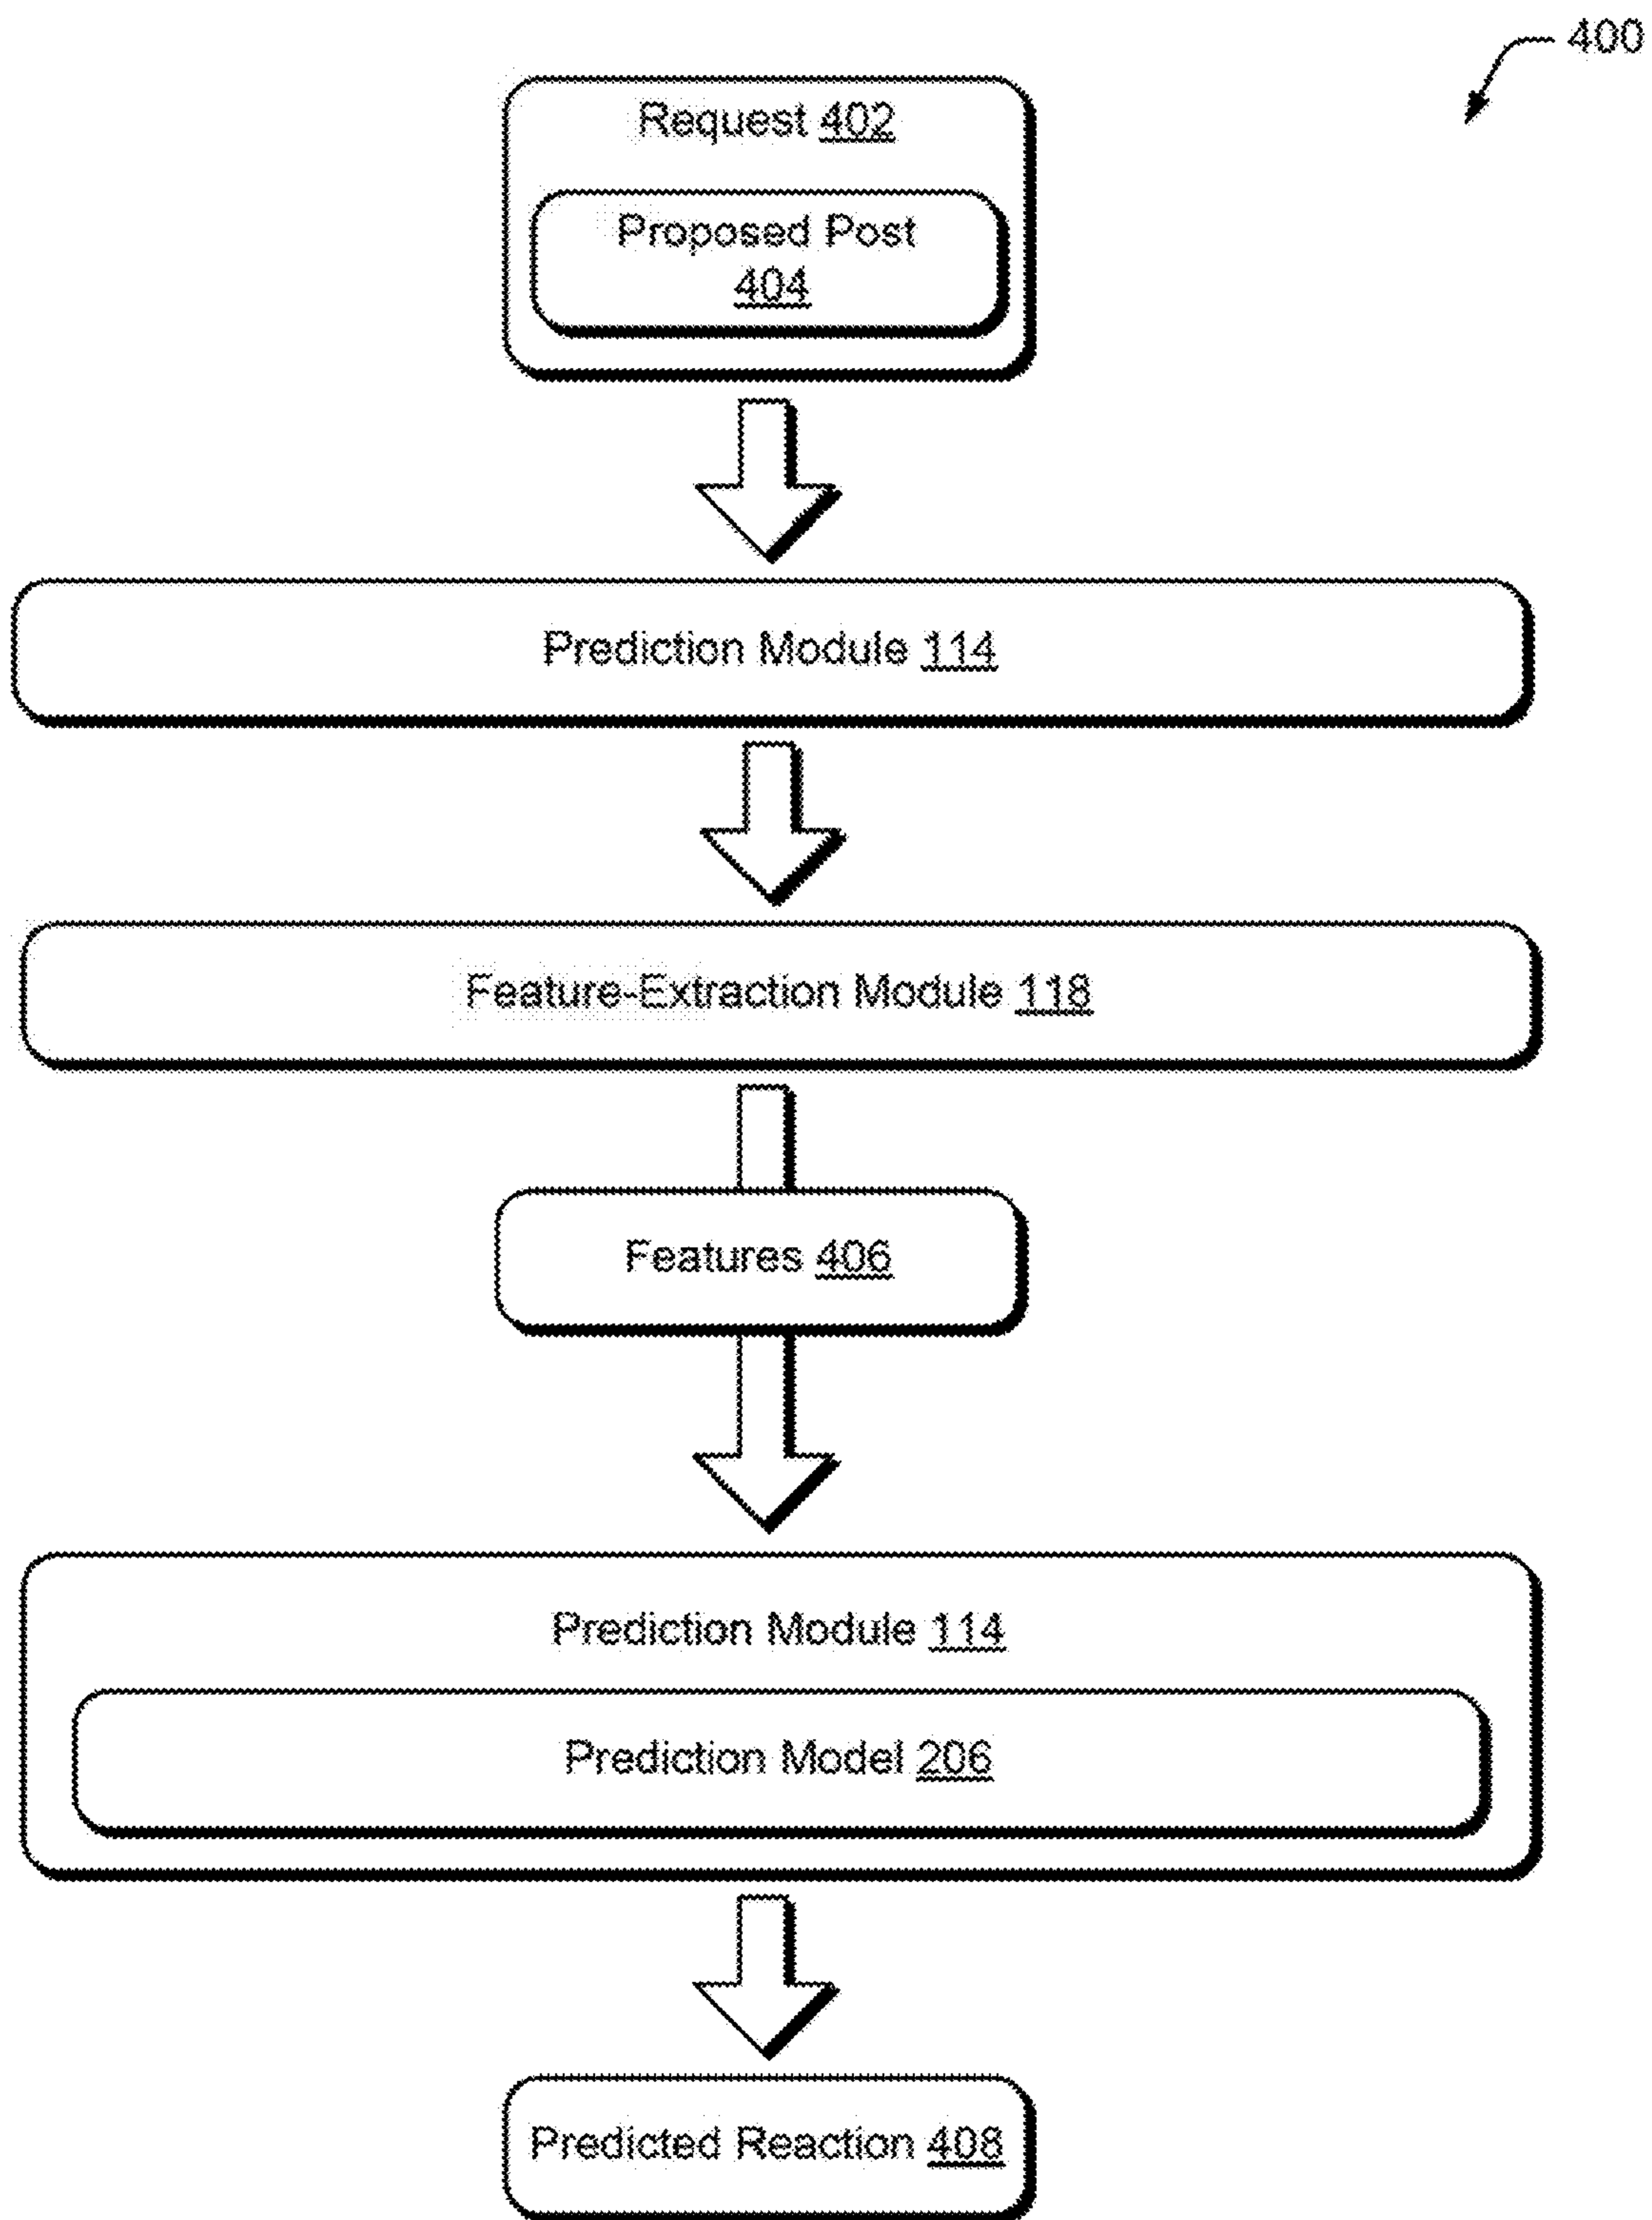 400
Request 402
Proposed Post
404
Prediction Module 114
Feature-Extraction Module 118
Features 406
Prediction Module 114
Prediction Model 206
Predicted Reaction 408